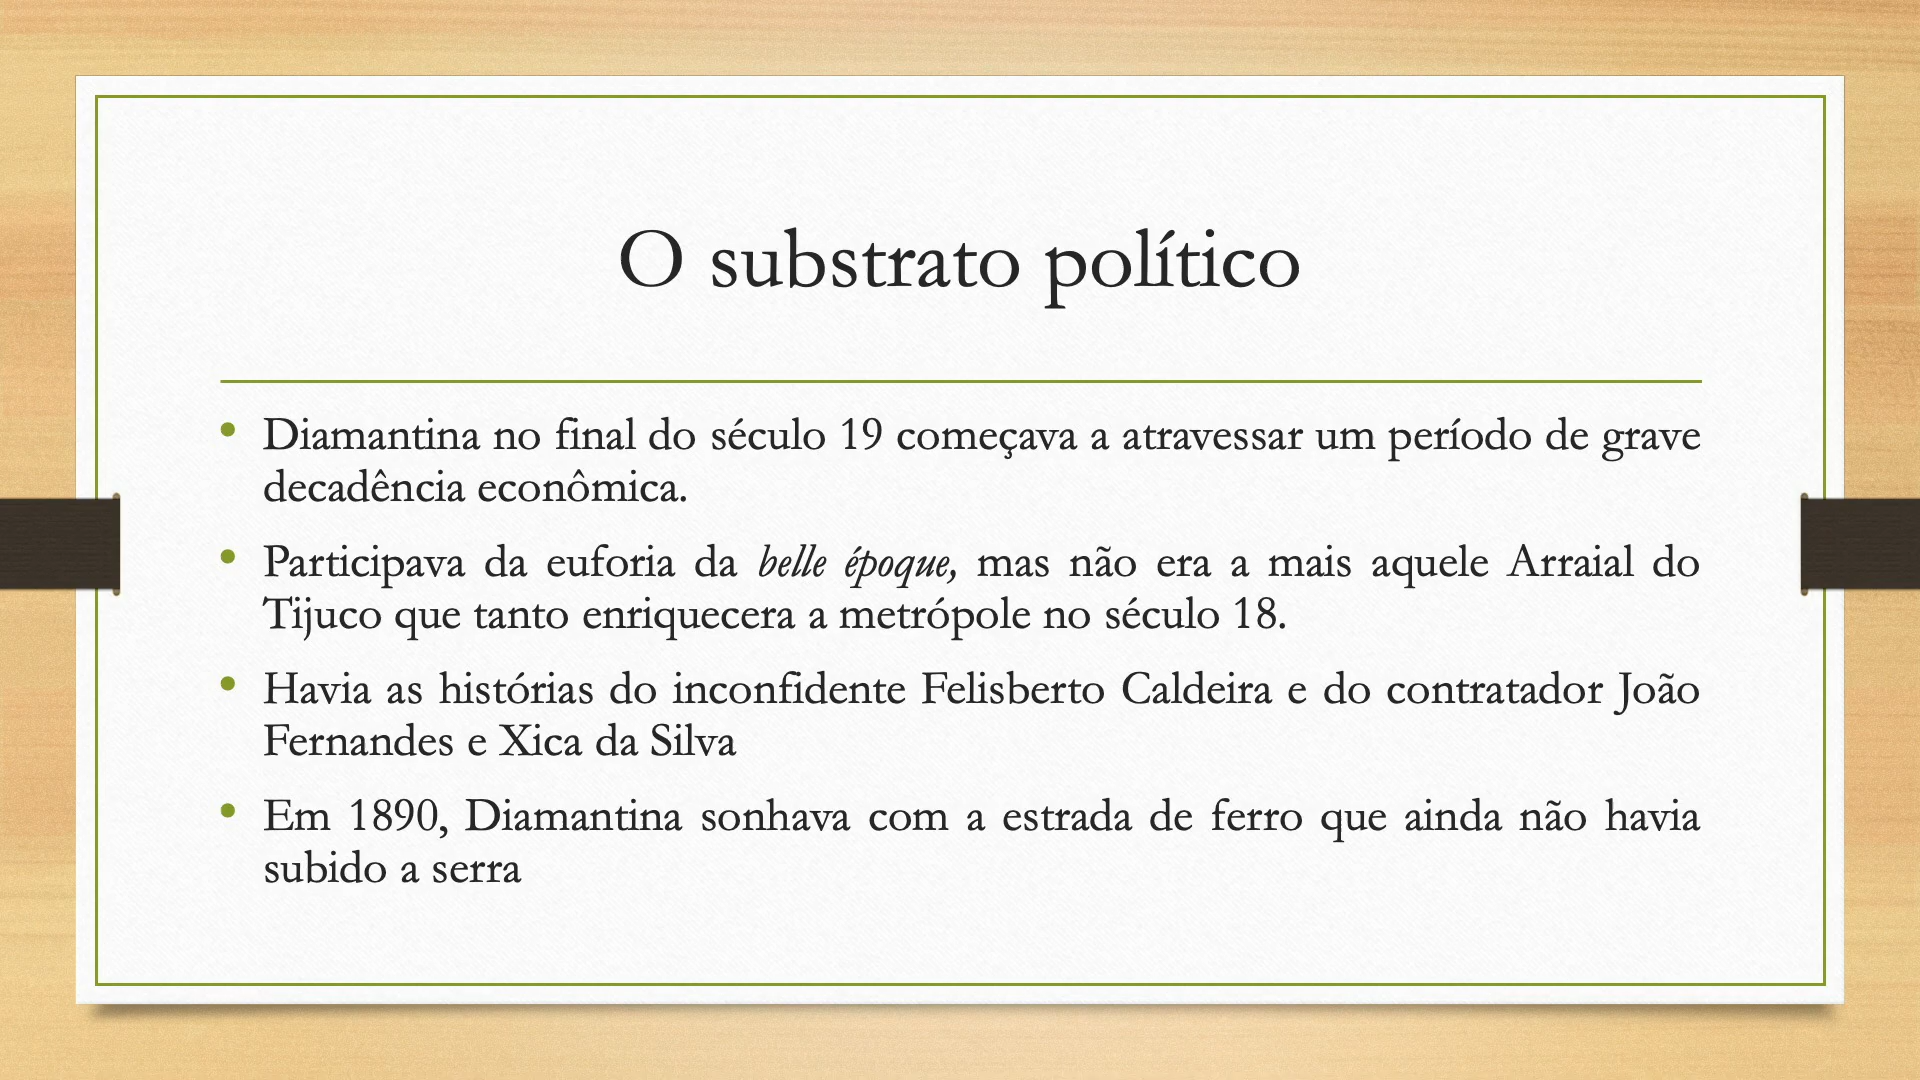 O substrato político
• Diamantina no final do século 19 começava a atravessar um período de grave
decadência econômica.
• Participava da euforia da belle époque, mas não era a mais aquele Arraial do
Tijuco que tanto enriquecera a metrópole no século 18.
• Havia as histórias do inconfidente Felisberto Caldeira e do contratador João
Fernandes e Xica da Silva
• Em 1890, Diamantina sonhava com a estrada de ferro que ainda não havia
subido a serra